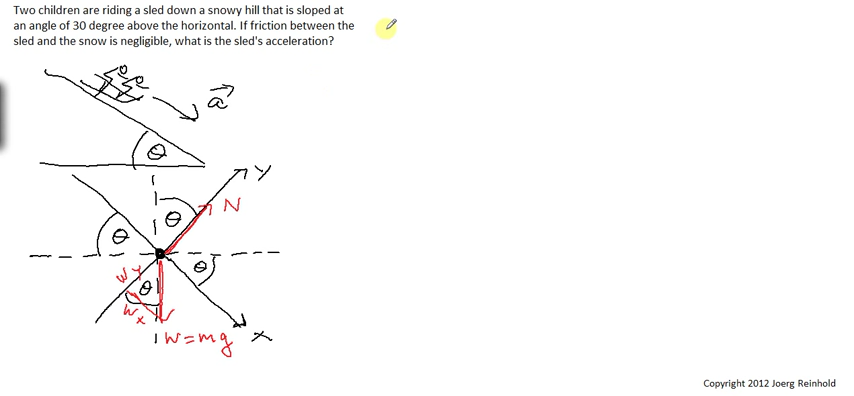 Two children are riding a sled down a snowy hill that is sloped at
an angle of 30 degree above the horizontal. If friction between the
sled and the snow is negligible, what is the sled's acceleration?
a
θ
y
θ N
θ
θ
Wy θ
Wx
W=mg x
Copyright 2012 Joerg Reinhold